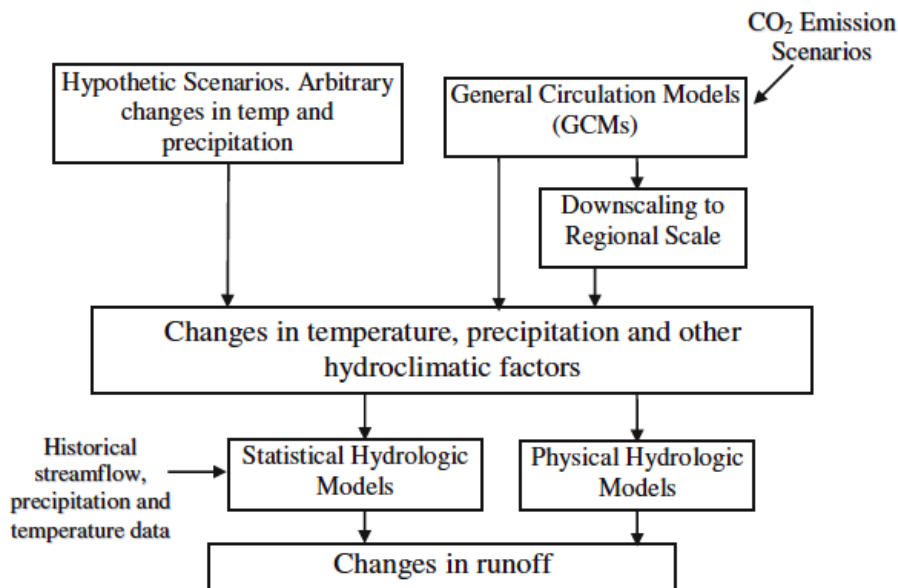 CO₂ Emission
Scenarios
Hypothetic Scenarios. Arbitrary
changes in temp and
precipitation
General Circulation Models
(GCMs)
Downscaling to
Regional Scale
Changes in temperature, precipitation and other
hydroclimatic factors
Historical
streamflow,
precipitation and
temperature data
Statistical Hydrologic
Models
Physical Hydrologic
Models
Changes in runoff